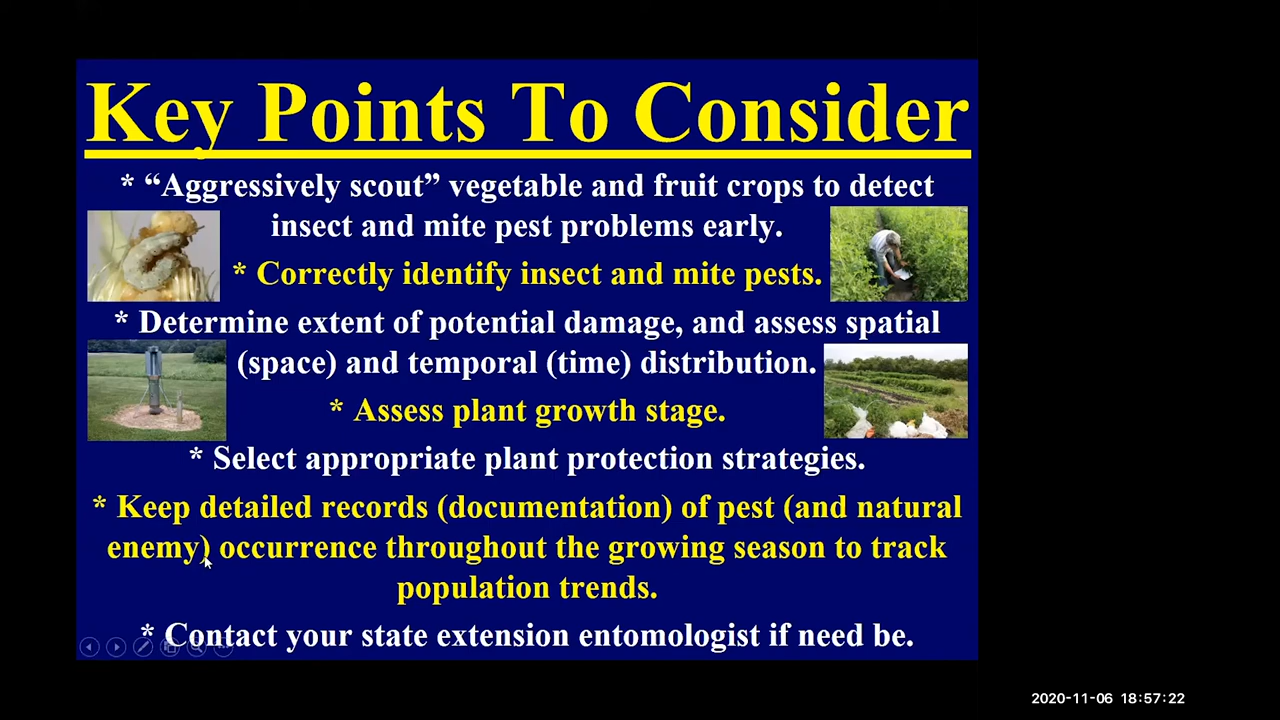 Key Points To Consider
* “Aggressively scout” vegetable and fruit crops to detect
insect and mite pest problems early.
* Correctly identify insect and mite pests.
* Determine extent of potential damage, and assess spatial
(space) and temporal (time) distribution.
* Assess plant growth stage.
* Select appropriate plant protection strategies.
* Keep detailed records (documentation) of pest (and natural
enemy) occurrence throughout the growing season to track
population trends.
* Contact your state extension entomologist if need be.
2020-11-06 18:57:22